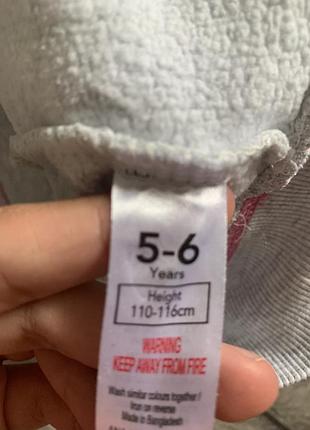 5-6
Years
Height
110-116cm
WARNING
KEEP AWAY FROM FIRE
Wash similar colours together /
Iron on reverse
Made in Bangladesh